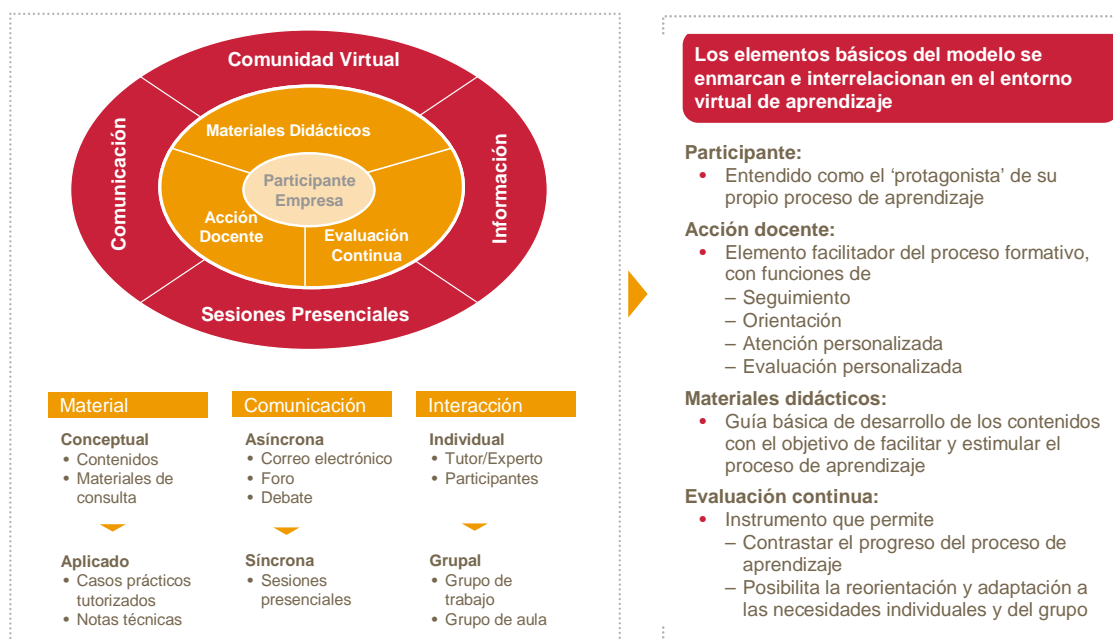 Comunidad Virtual
Comunicación
Información
Materiales Didácticos
Participante
Empresa
Acción
Docente
Evaluación
Continua
Sesiones Presenciales
Material
Conceptual
• Contenidos
• Materiales de
consulta
Aplicado
• Casos prácticos
tutorizados
• Notas técnicas
Comunicación
Asíncrona
• Correo electrónico
• Foro
• Debate
Síncrona
• Sesiones
presenciales
Interacción
Individual
• Tutor/Experto
• Participantes
Grupal
• Grupo de
trabajo
• Grupo de aula
Los elementos básicos del modelo se
enmarcan e interrelacionan en el entorno
virtual de aprendizaje
Participante:
• Entendido como el ‘protagonista’ de su
propio proceso de aprendizaje
Acción docente:
• Elemento facilitador del proceso formativo,
con funciones de
– Seguimiento
– Orientación
– Atención personalizada
– Evaluación personalizada
Materiales didácticos:
• Guía básica de desarrollo de los contenidos
con el objetivo de facilitar y estimular el
proceso de aprendizaje
Evaluación continua:
• Instrumento que permite
– Contrastar el progreso del proceso de
aprendizaje
– Posibilita la reorientación y adaptación a
las necesidades individuales y del grupo